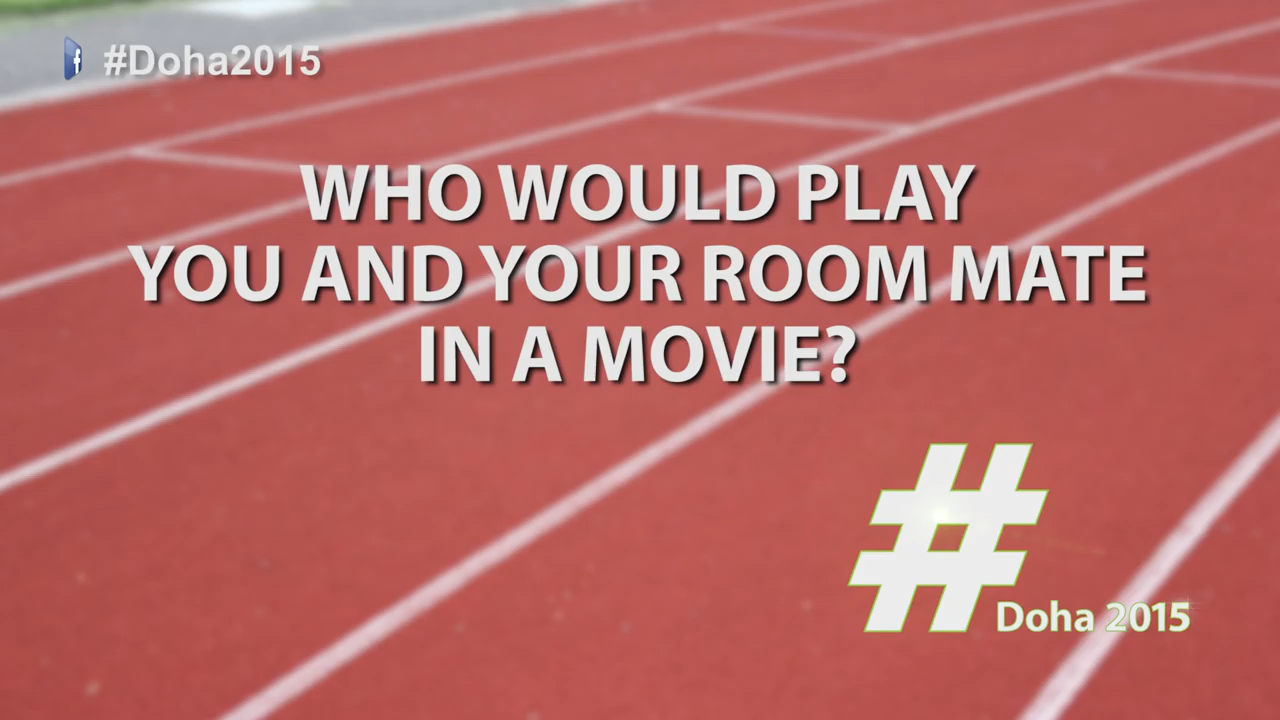 #Doha2015
WHO WOULD PLAY
YOU AND YOUR ROOM MATE
IN A MOVIE?
#
Doha 2015